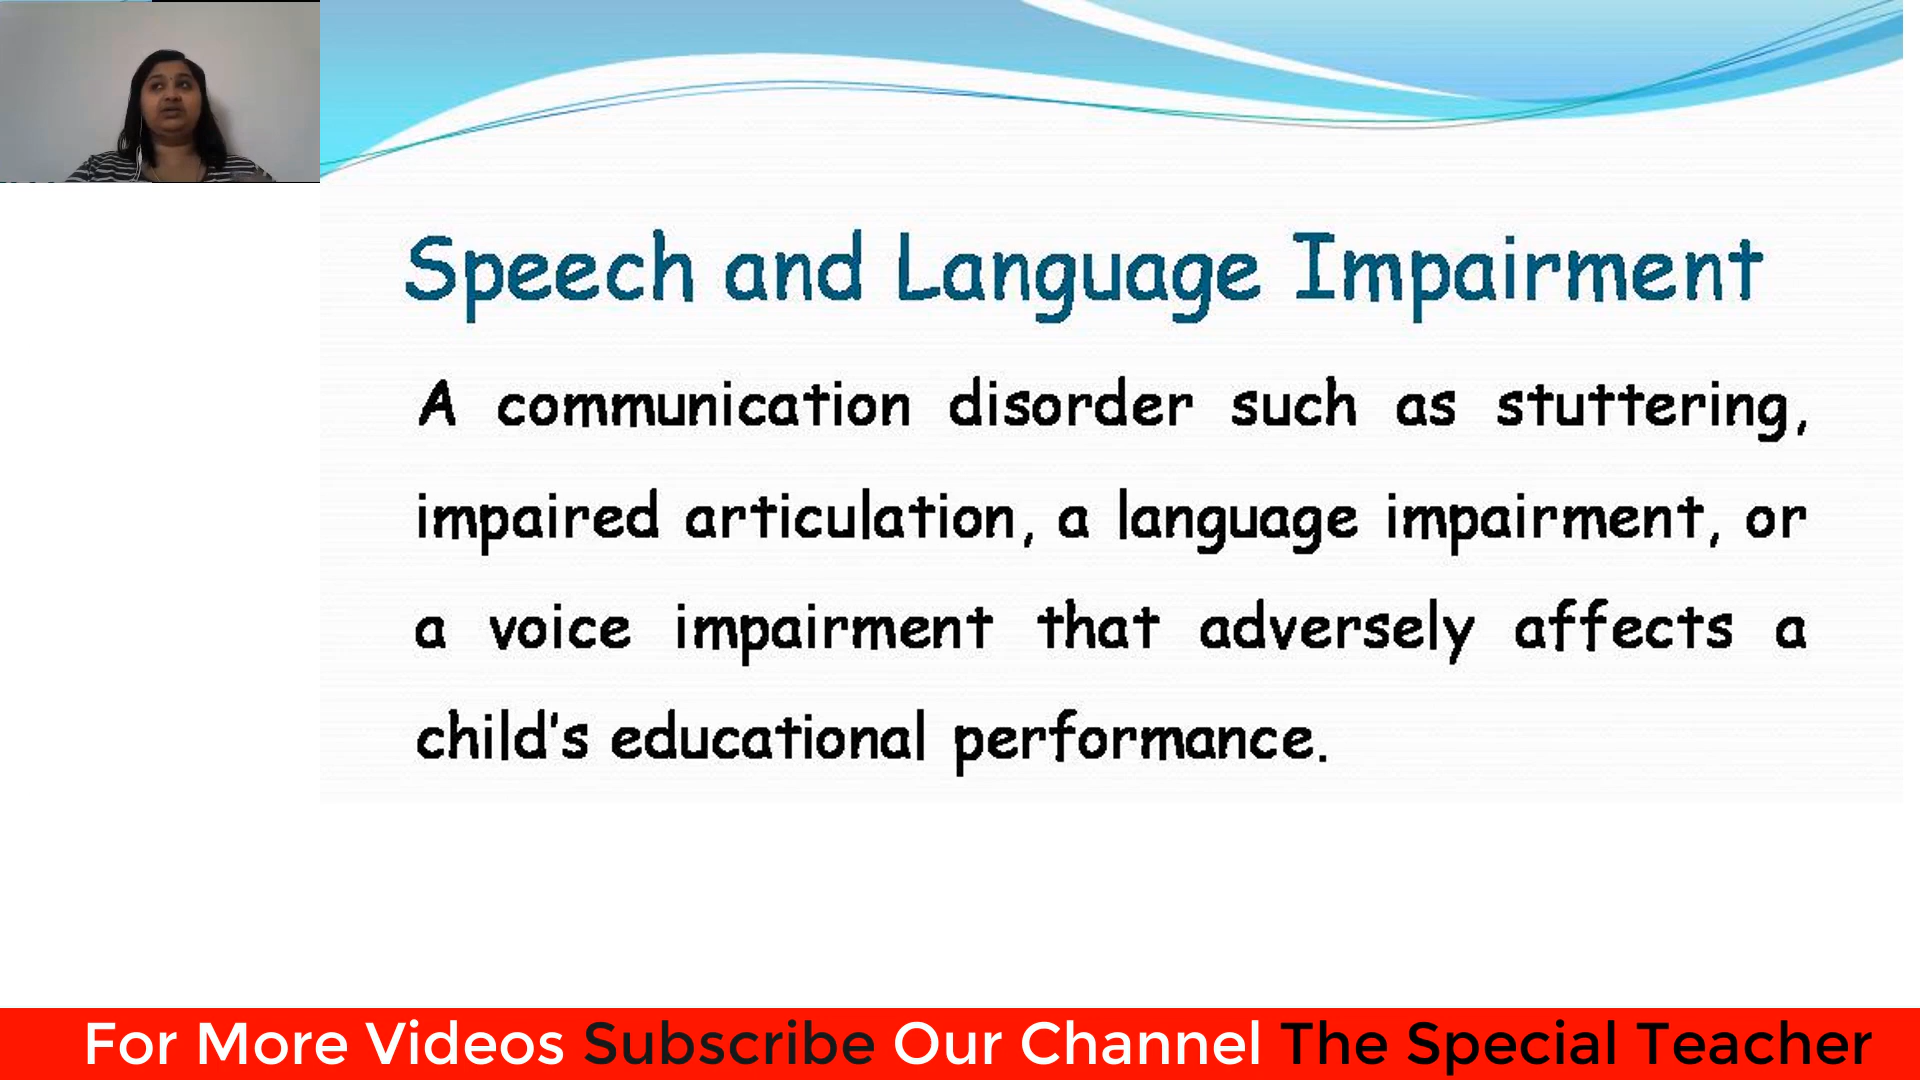 Speech and Language Impairment
A communication disorder such as stuttering,
impaired articulation, a language impairment, or
a voice impairment that adversely affects a
child's educational performance.
For More Videos Subscribe Our Channel The Special Teacher